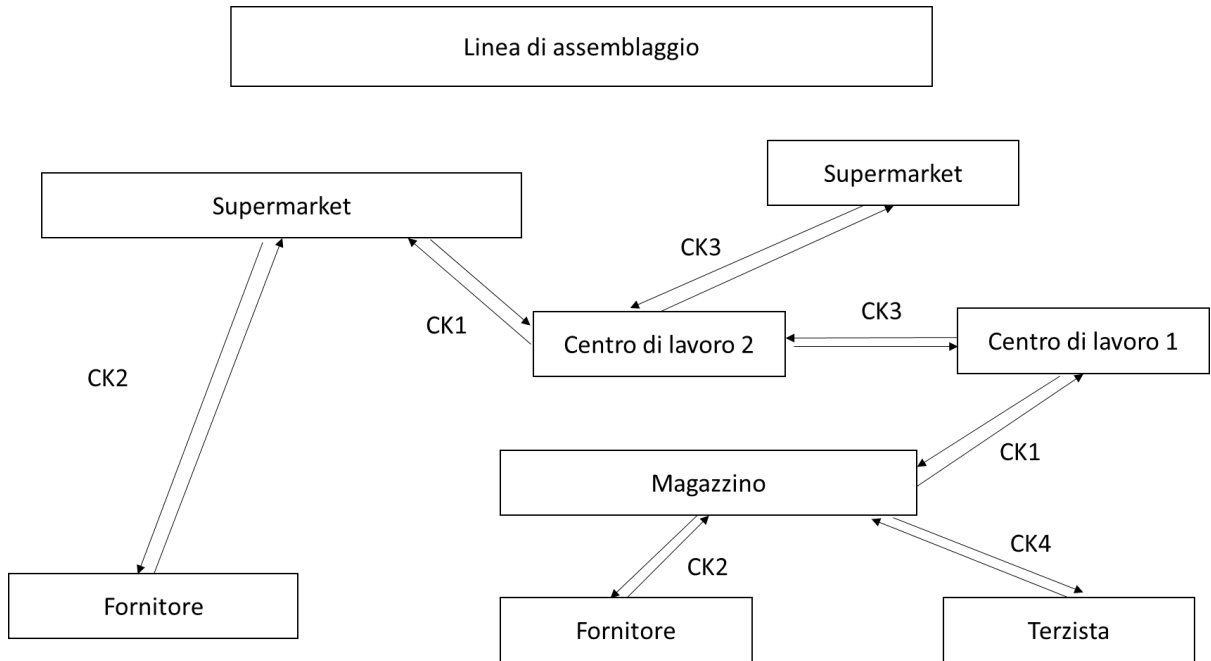 Linea di assemblaggio
Supermarket
Supermarket
CK3
CK1
CK3
Centro di lavoro 2
Centro di lavoro 1
CK2
CK1
Magazzino
CK4
CK2
Fornitore
Fornitore
Terzista